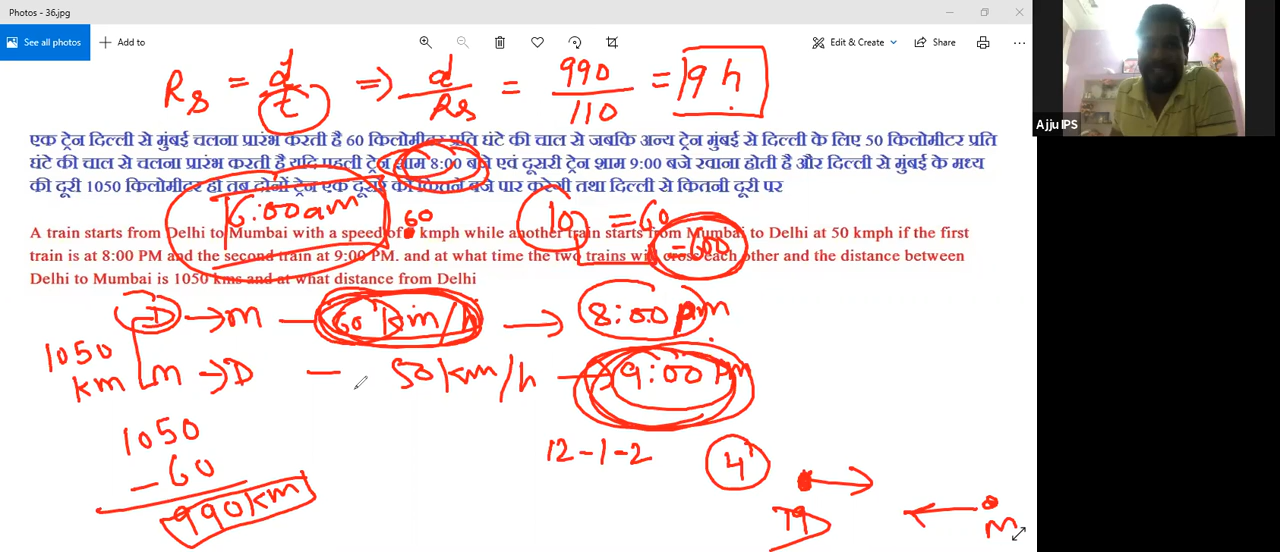 Photos - 36.jpg
See all photos
Add to
Edit & Create
Share
Rs = d/t => d/Rs = 990/110 = 9 h
एक ट्रेन दिल्ली से मुंबई चलना प्रारंभ करती है 60 किलोमीटर प्रति घंटे की चाल से जबकि अन्य ट्रेन मुंबई से दिल्ली के लिए 50 किलोमीटर प्रति
घंटे की चाल से चलना प्रारंभ करती है यदि पहली ट्रेन शाम 8:00 बजे एवं दूसरी ट्रेन शाम 9:00 बजे रवाना होती है और दिल्ली से मुंबई के मध्य
की दूरी 1050 किलोमीटर हो तब दोनों ट्रेन एक दूसरे को कितने बजे पार करेगी तथा दिल्ली से कितनी दूरी पर
6:00am
60
10 = 60
= 600
A train starts from Delhi to Mumbai with a speed of kmph while another train starts from Mumbai to Delhi at 50 kmph if the first
train is at 8:00 PM and the second train at 9:00 PM. and at what time the two trains will cross each other and the distance between
Delhi to Mumbai is 1050 kms and at what distance from Delhi
D → m — 60 km/h → 8:00 pm
1050 km
M → D — 50 km/h — 9:00 pm
1050
- 60
990km
12-1-2
4
D
M
Ajju IPS